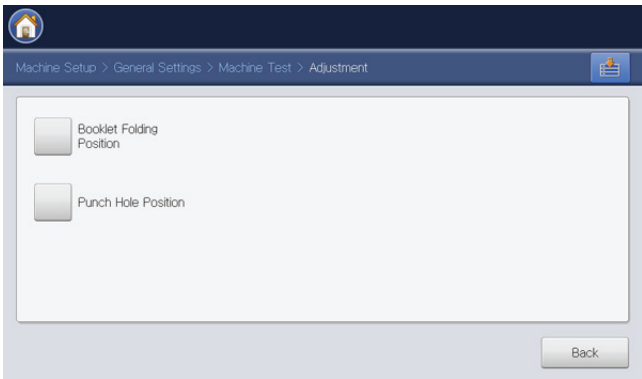 Machine Setup > General Settings > Machine Test > Adjustment
Booklet Folding
Position
Punch Hole Position
Back